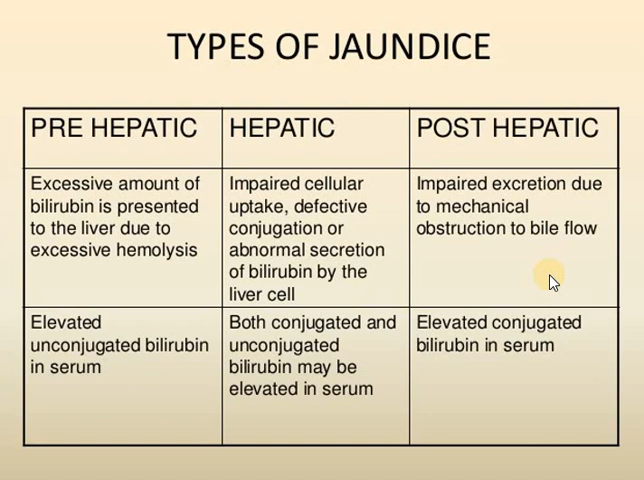 TYPES OF JAUNDICE
PRE HEPATIC
HEPATIC
POST HEPATIC
Excessive amount of
bilirubin is presented
to the liver due to
excessive hemolysis
Impaired cellular
uptake, defective
conjugation or
abnormal secretion
of bilirubin by the
liver cell
Impaired excretion due
to mechanical
obstruction to bile flow
Elevated
unconjugated bilirubin
in serum
Both conjugated and
unconjugated
bilirubin may be
elevated in serum
Elevated conjugated
bilirubin in serum